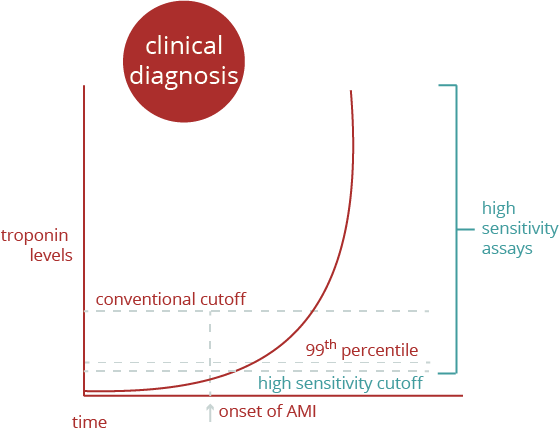 clinical
diagnosis
troponin
levels
high
sensitivity
assays
conventional cutoff
99th percentile
high sensitivity cutoff
time
onset of AMI